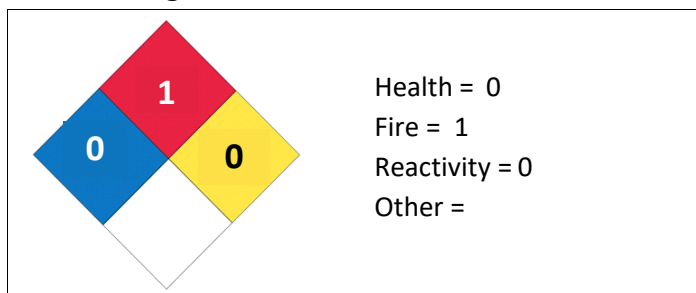 1
0
0
Health = 0
Fire = 1
Reactivity = 0
Other =